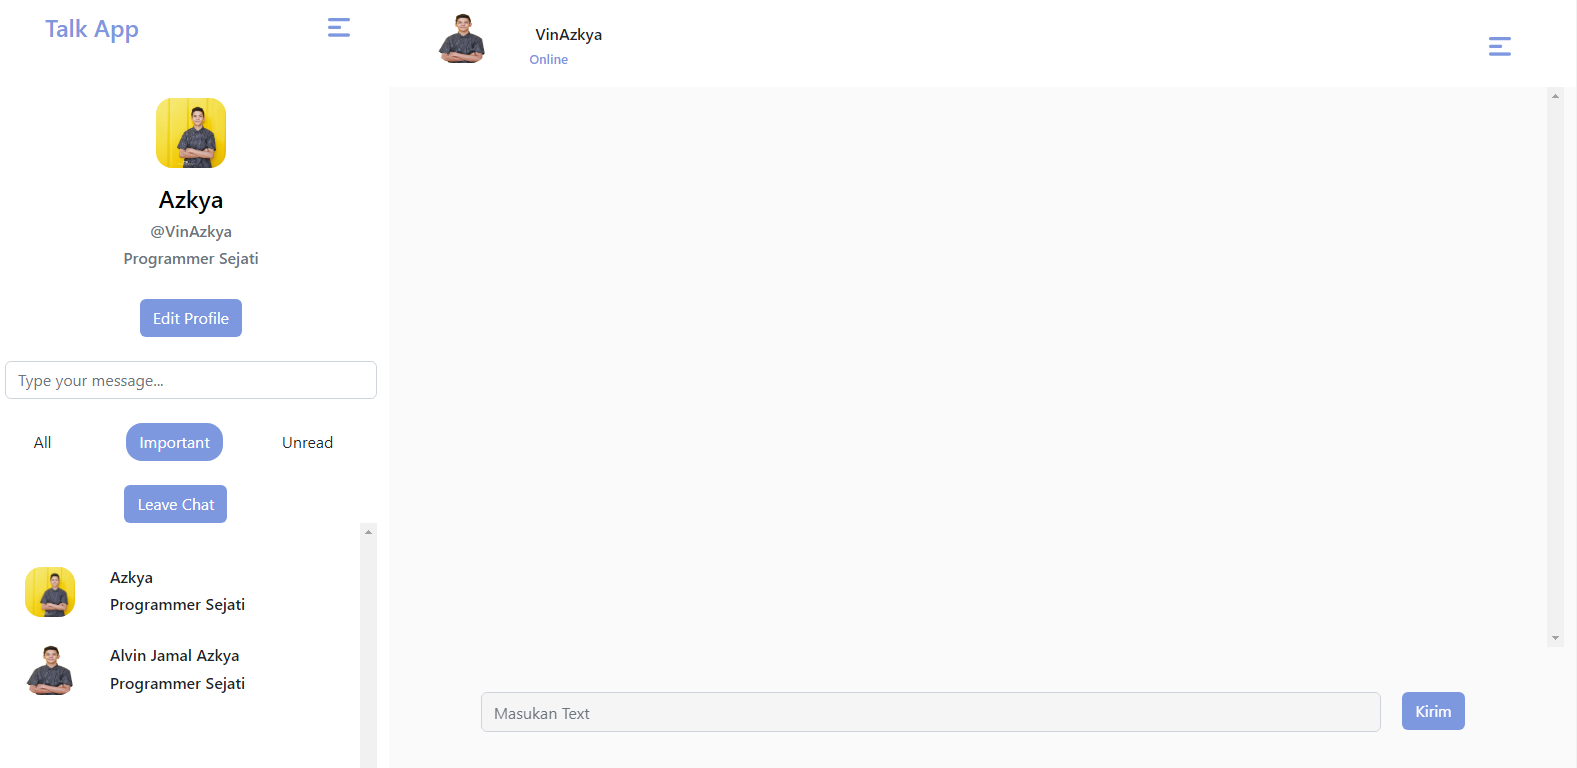 Talk App
Azkya
@VinAzkya
Programmer Sejati
Edit Profile
Type your message...
All
Important
Unread
Leave Chat
Azkya
Programmer Sejati
Alvin Jamal Azkya
Programmer Sejati
VinAzkya
Online
Masukan Text
Kirim